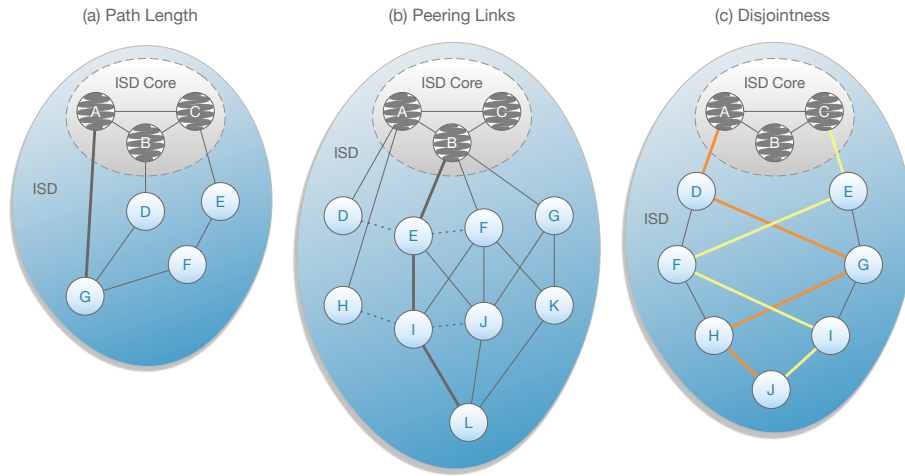 (a) Path Length
(b) Peering Links
(c) Disjointness
ISD Core
A
C
B
ISD
D
E
F
G
ISD Core
A
C
B
ISD
D
E
F
G
H
I
J
K
L
ISD Core
A
C
B
D
E
ISD
F
G
H
I
J